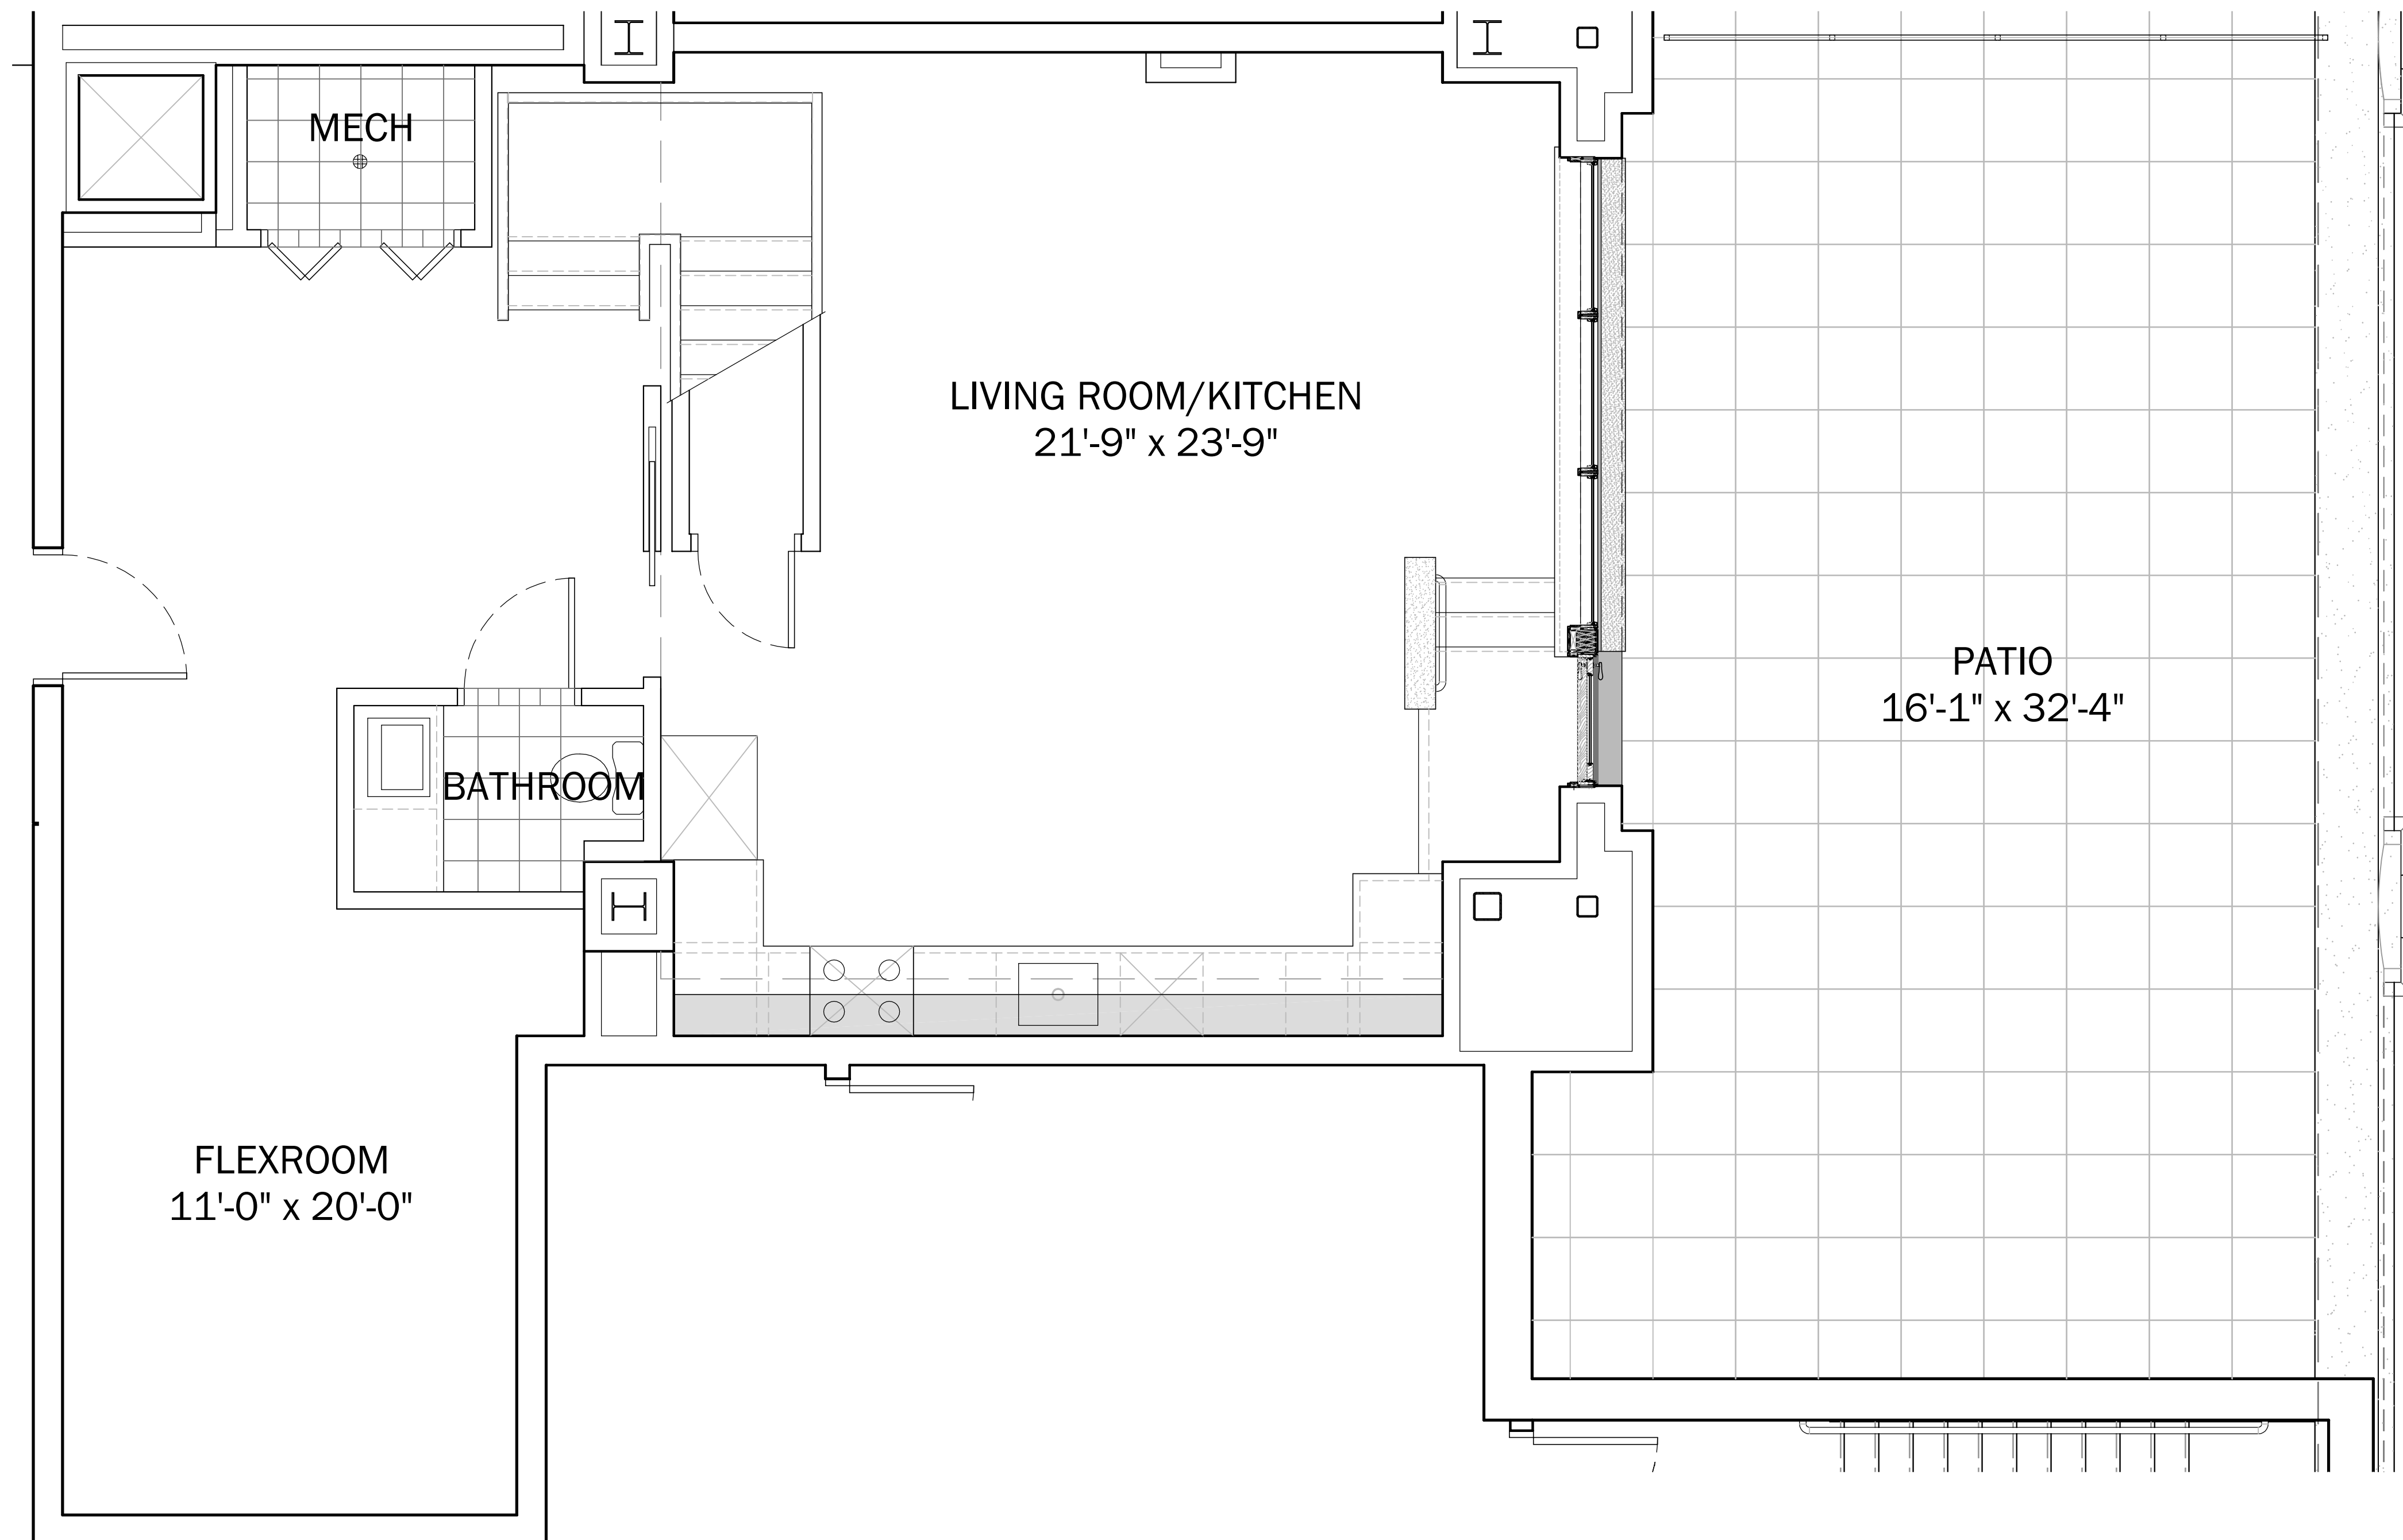 MECH
LIVING ROOM/KITCHEN
21'-9" x 23'-9"
PATIO
16'-1" x 32'-4"
BATHROOM
FLEXROOM
11'-0" x 20'-0"